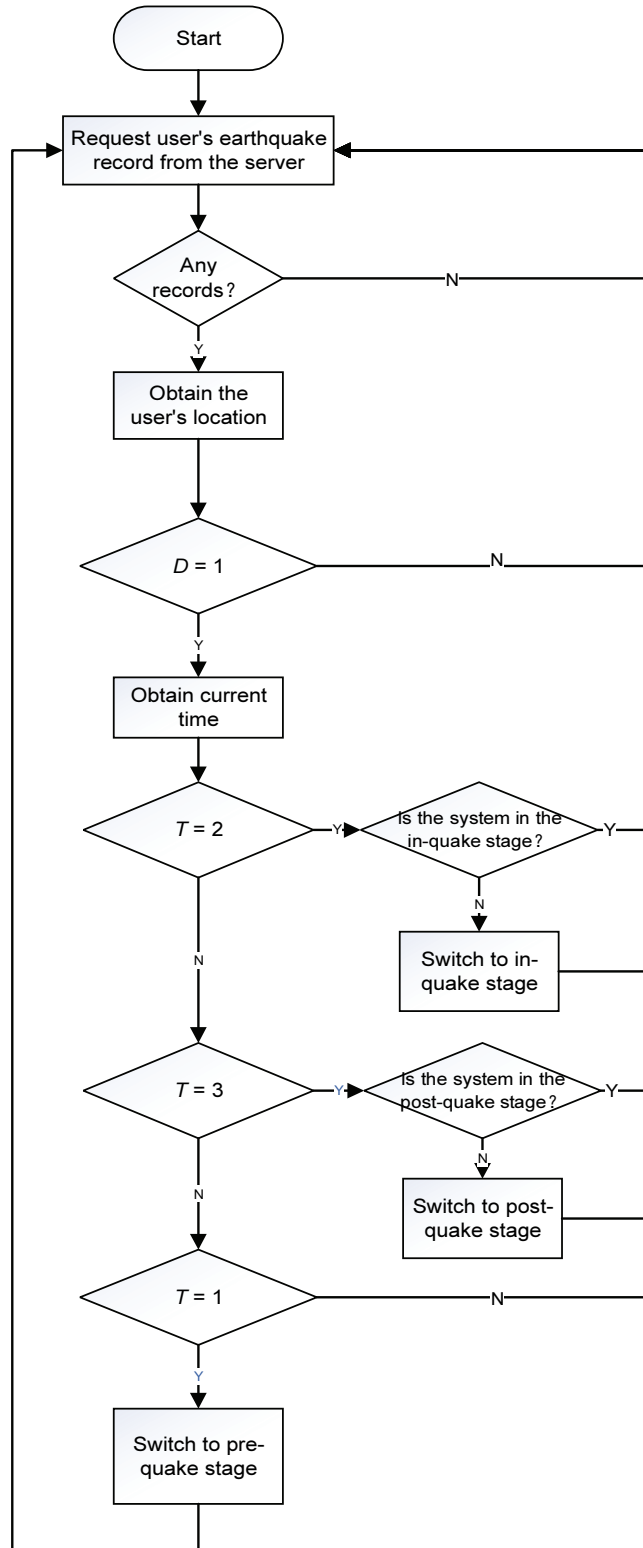 Start
Request user's earthquake
record from the server
Any
records?
N
Y
Obtain the
user's location
D = 1
N
Y
Obtain current
time
T = 2
Y
Is the system in the
in-quake stage?
Y
N
Switch to in-
quake stage
N
T = 3
Y
Is the system in the
post-quake stage?
Y
N
Switch to post-
quake stage
N
T = 1
N
Y
Switch to pre-
quake stage